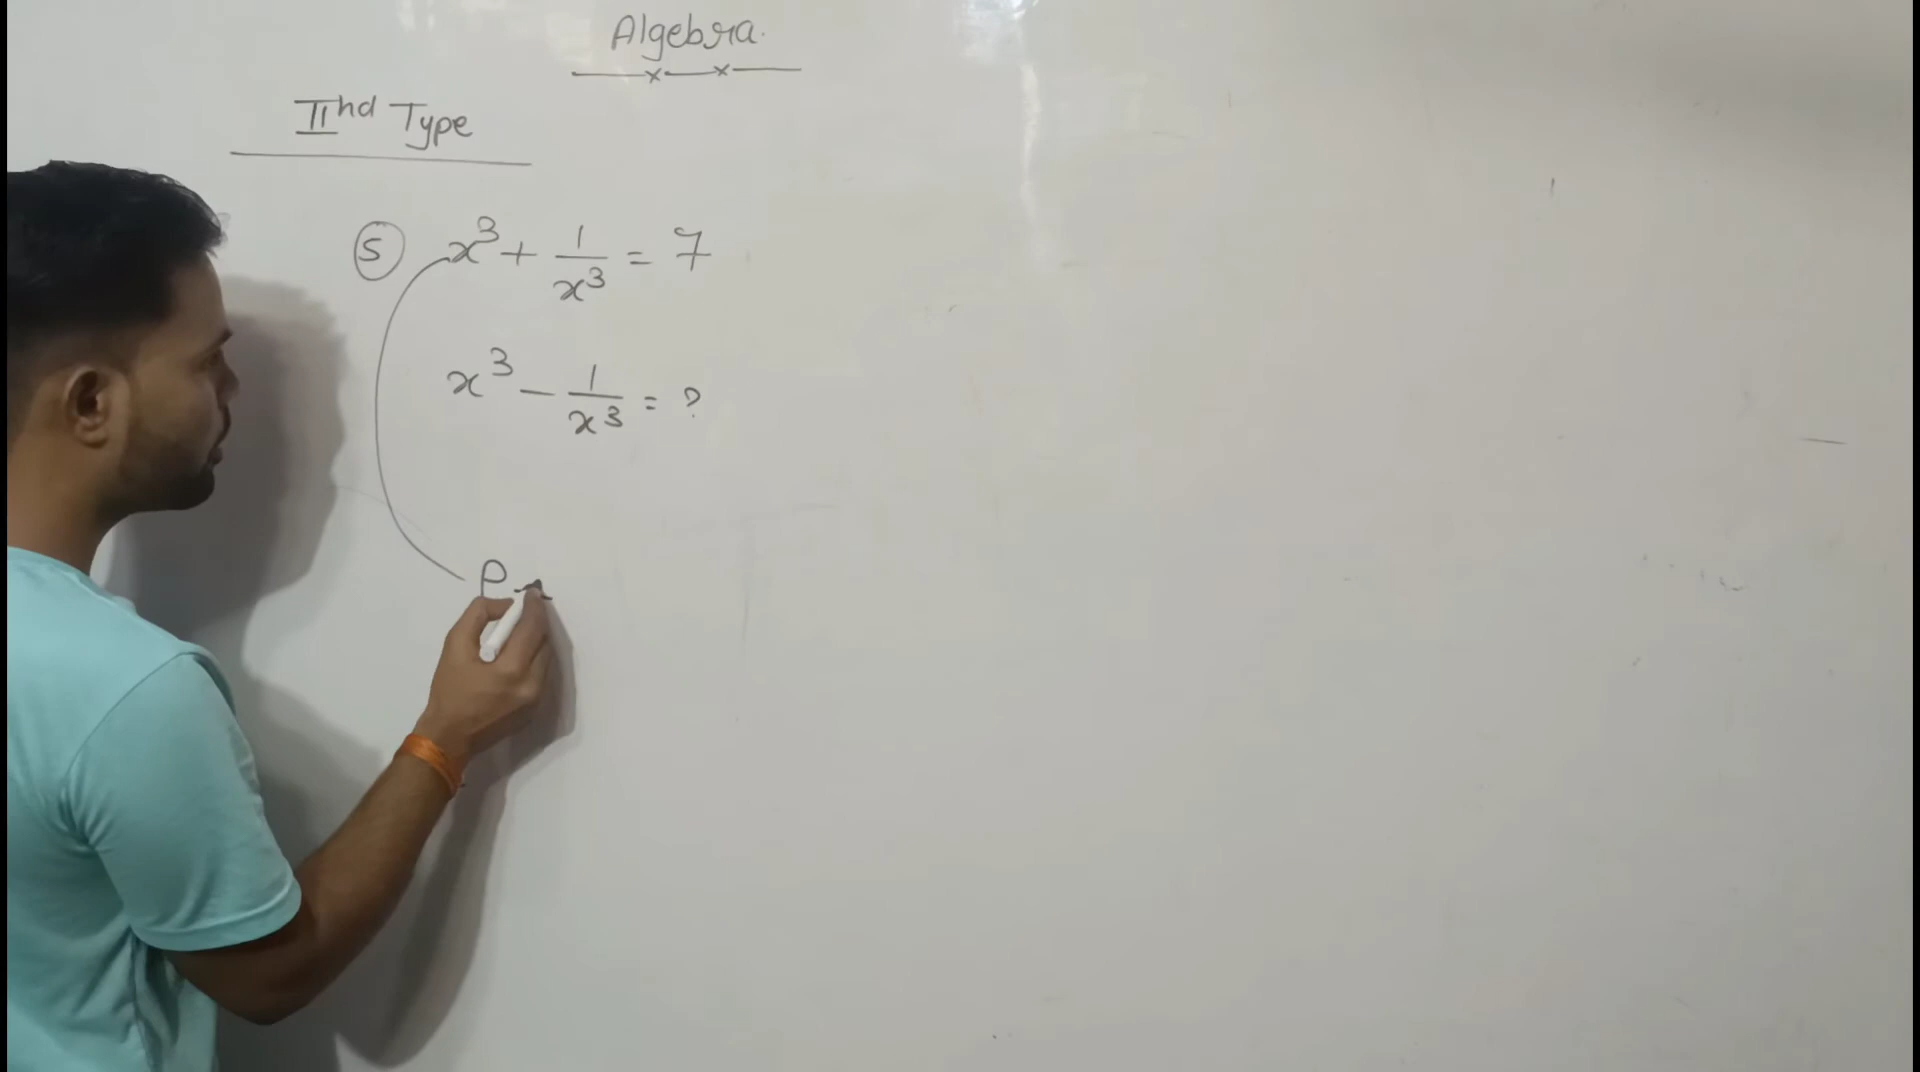 Algebra.
IInd Type
(5) x³ + 1/x³ = 7
x³ - 1/x³ = ?
P